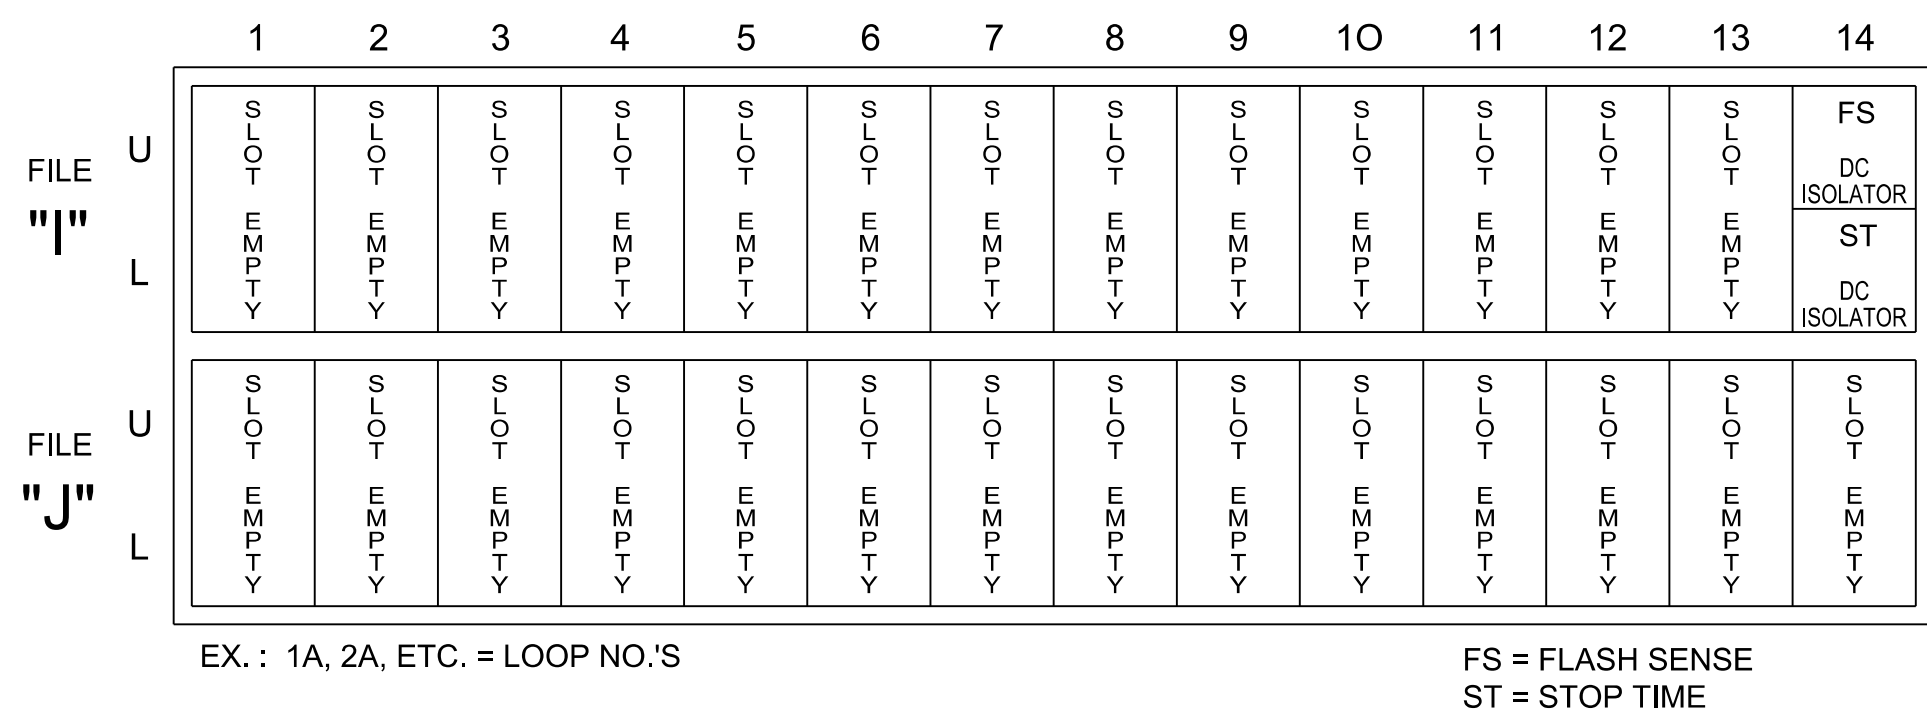 1 2 3 4 5 6 7 8 9 10 11 12 13 14
FILE "I"
U
L
SLOT EMPTY
SLOT EMPTY
SLOT EMPTY
SLOT EMPTY
SLOT EMPTY
SLOT EMPTY
SLOT EMPTY
SLOT EMPTY
SLOT EMPTY
SLOT EMPTY
SLOT EMPTY
SLOT EMPTY
SLOT EMPTY
FS
DC
ISOLATOR
ST
DC
ISOLATOR
FILE "J"
U
L
SLOT EMPTY
SLOT EMPTY
SLOT EMPTY
SLOT EMPTY
SLOT EMPTY
SLOT EMPTY
SLOT EMPTY
SLOT EMPTY
SLOT EMPTY
SLOT EMPTY
SLOT EMPTY
SLOT EMPTY
SLOT EMPTY
SLOT EMPTY
EX. : 1A, 2A, ETC. = LOOP NO.'S
FS = FLASH SENSE
ST = STOP TIME